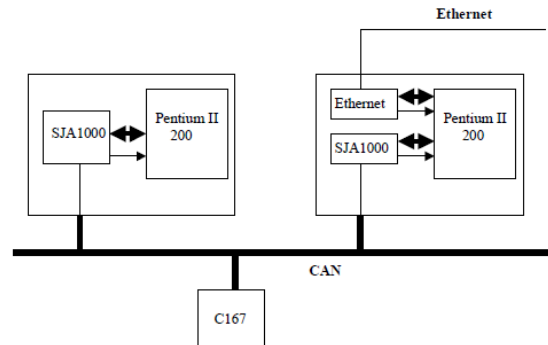 Ethernet
SJA1000
Pentium II
200
Ethernet
SJA1000
Pentium II
200
CAN
C167